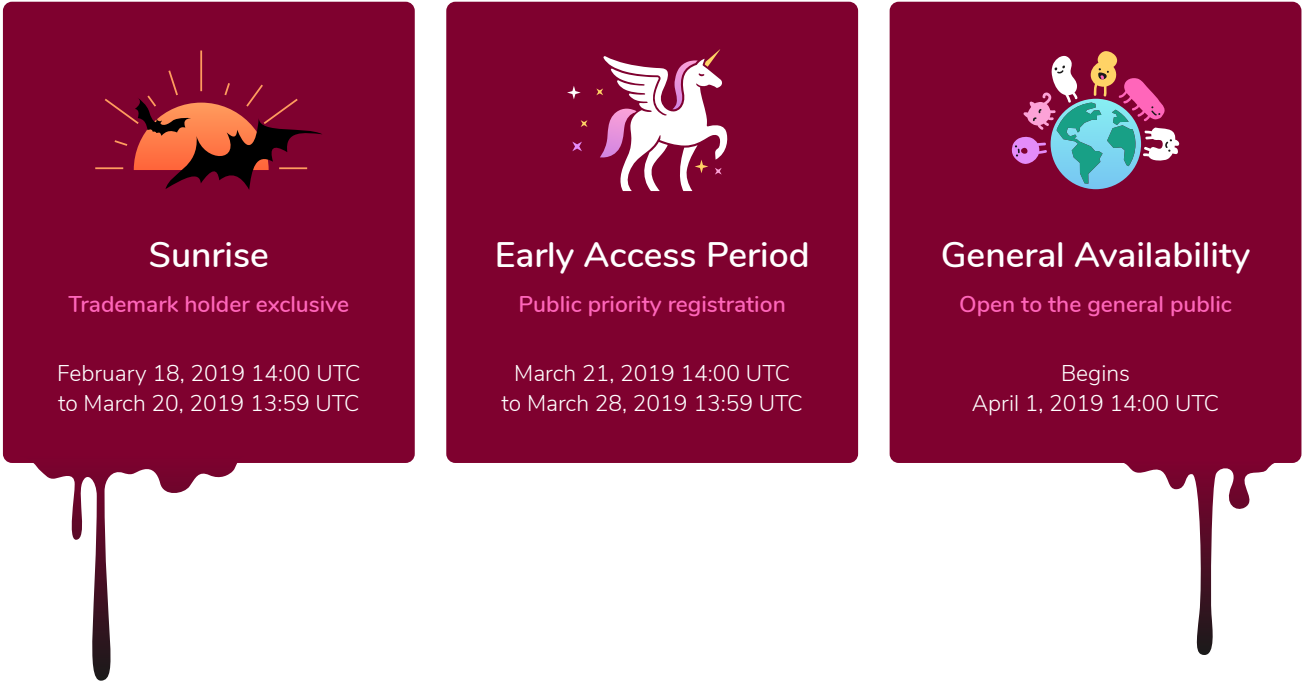 Sunrise
Trademark holder exclusive
February 18, 2019 14:00 UTC
to March 20, 2019 13:59 UTC
Early Access Period
Public priority registration
March 21, 2019 14:00 UTC
to March 28, 2019 13:59 UTC
General Availability
Open to the general public
Begins
April 1, 2019 14:00 UTC